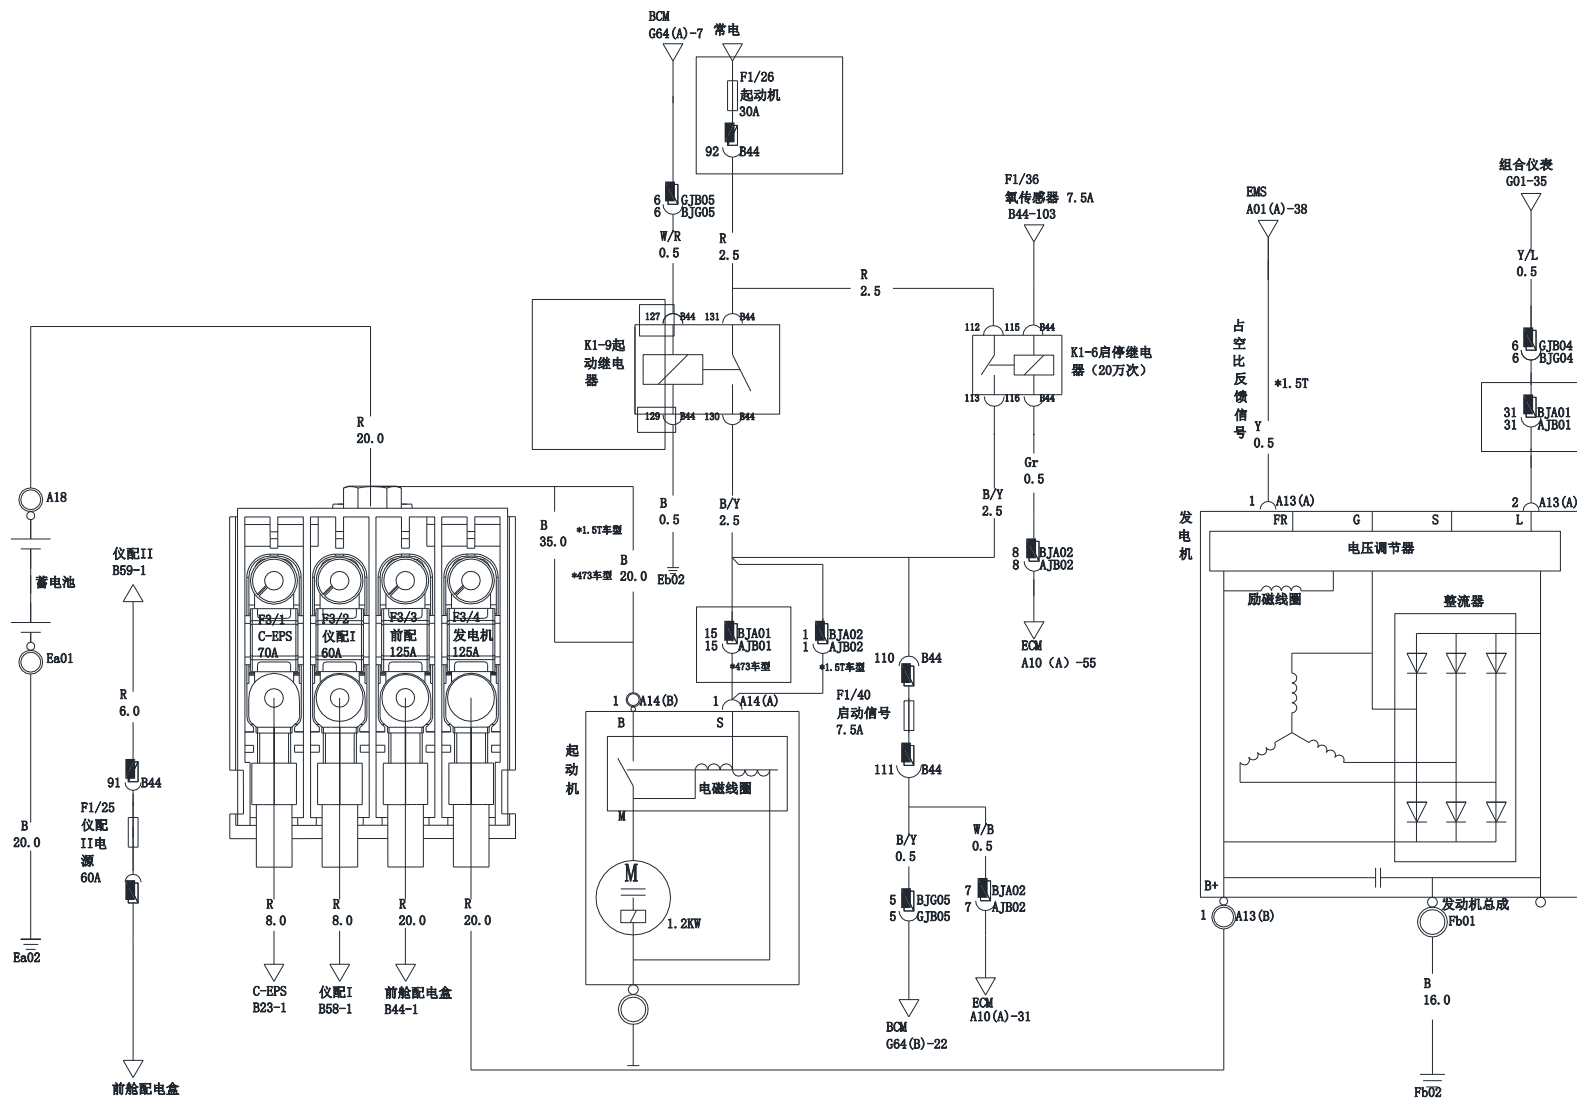 BCM
G64(A)-7
常电
F1/26
起动机
30A
92 B44
6 GJB05
6 BJG05
W/R
0.5
R
2.5
R
2.5
F1/36
氧传感器 7.5A
B44-103
EMS
A01(A)-38
组合仪表
G01-35
Y/L
0.5
占空比反馈信号
*1.5T
Y
0.5
6 GJB04
6 BJG04
31 BJA01
31 AJB01
127 B44 131 B44
K1-9起
动继电
器
129 B44 130 B44
112 115 B44
K1-6启停继电
器（20万次）
113 116 B44
R
20.0
A18
蓄电池
Ea01
B
20.0
Ea02
仪配II
B59-1
R
6.0
91 B44
F1/25
仪配
II电
源
60A
前舱配电盒
F3/1
C-EPS
70A
F3/2
仪配I
60A
F3/3
前配
125A
F3/4
发电机
125A
R
8.0
R
8.0
R
20.0
R
20.0
C-EPS
B23-1
仪配I
B58-1
前舱配电盒
B44-1
B
35.0
*1.5T车型
*473车型
B
20.0
B
0.5
Eb02
B/Y
2.5
B/Y
2.5
Gr
0.5
8 BJA02
8 AJB02
ECM
A10（A）-55
15 BJA01
15 AJB01
*473车型
1 BJA02
1 AJB02
*1.5T车型
1 A14(B)
1 A14(A)
B S
起动机
电磁线圈
M
M
1.2KW
110 B44
F1/40
启动信号
7.5A
111 B44
B/Y
0.5
W/B
0.5
5 BJG05
5 GJB05
7 BJA02
7 AJB02
BCM
G64(B)-22
ECM
A10(A)-31
1 A13(A)
2 A13(A)
发电机
FR G S L
电压调节器
励磁线圈
整流器
B+
1 A13(B)
发动机总成
Fb01
B
16.0
Fb02